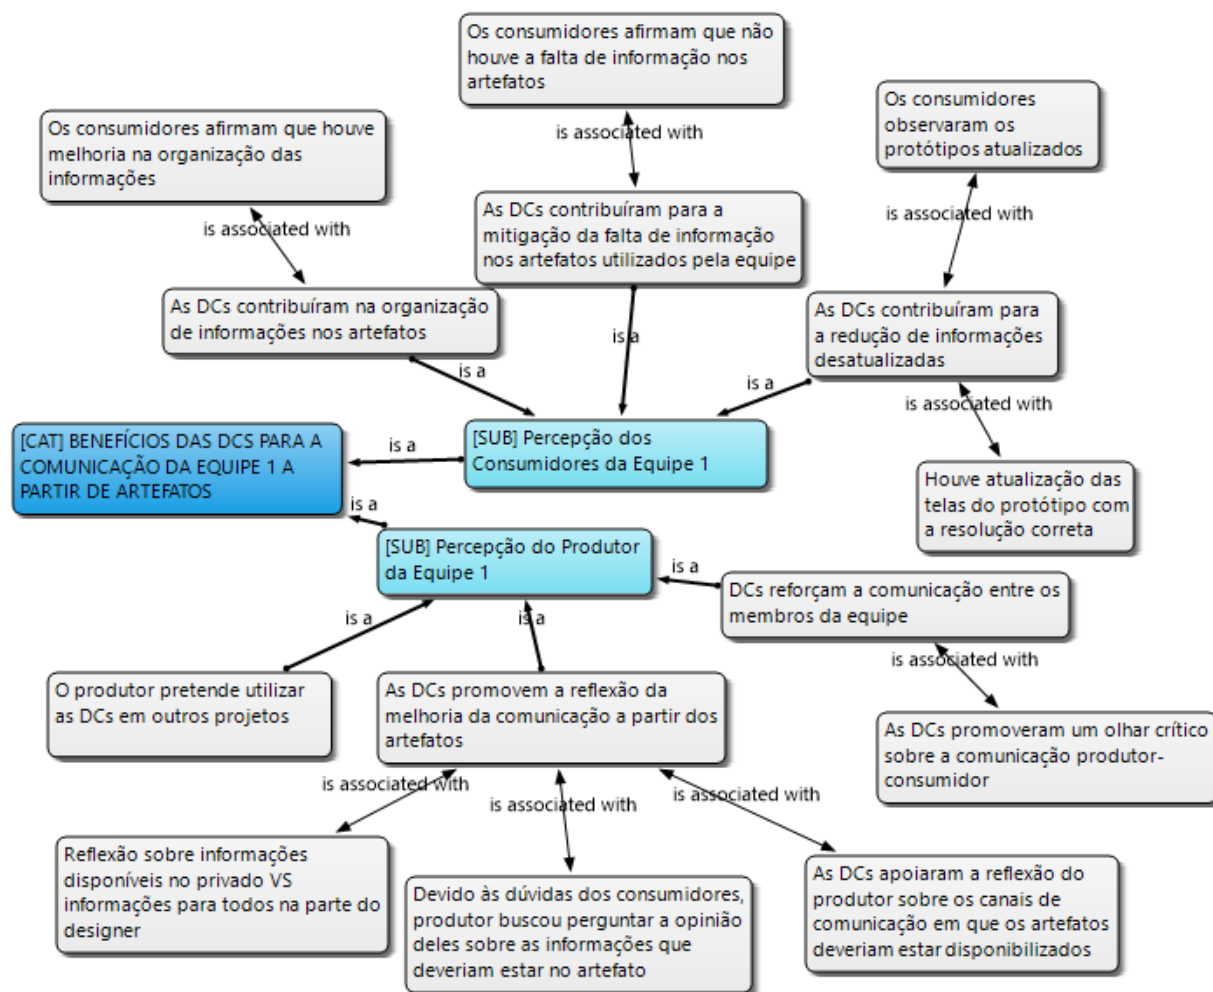 Os consumidores afirmam que não
houve a falta de informação nos
artefatos
Os consumidores
observaram os
protótipos atualizados
Os consumidores afirmam que houve
melhoria na organização das
informações
is associated with
is associated with
is associated with
As DCs contribuíram para a
mitigação da falta de informação
nos artefatos utilizados pela equipe
As DCs contribuíram na organização
de informações nos artefatos
As DCs contribuíram para
a redução de informações
desatualizadas
is a
is a
is a
is associated with
[CAT] BENEFÍCIOS DAS DCS PARA A
COMUNICAÇÃO DA EQUIPE 1 A
PARTIR DE ARTEFATOS
is a
[SUB] Percepção dos
Consumidores da Equipe 1
Houve atualização das
telas do protótipo com
a resolução correta
is a
[SUB] Percepção do Produtor
da Equipe 1
is a
DCs reforçam a comunicação entre os
membros da equipe
is a
is a
is associated with
O produtor pretende utilizar
as DCs em outros projetos
As DCs promovem a reflexão da
melhoria da comunicação a partir dos
artefatos
As DCs promoveram um olhar crítico
sobre a comunicação produtor-
consumidor
is associated with
is associated with
is associated with
Reflexão sobre informações
disponíveis no privado VS
informações para todos na parte do
designer
Devido às dúvidas dos consumidores,
produtor buscou perguntar a opinião
deles sobre as informações que
deveriam estar no artefato
As DCs apoiaram a reflexão do
produtor sobre os canais de
comunicação em que os artefatos
deveriam estar disponibilizados